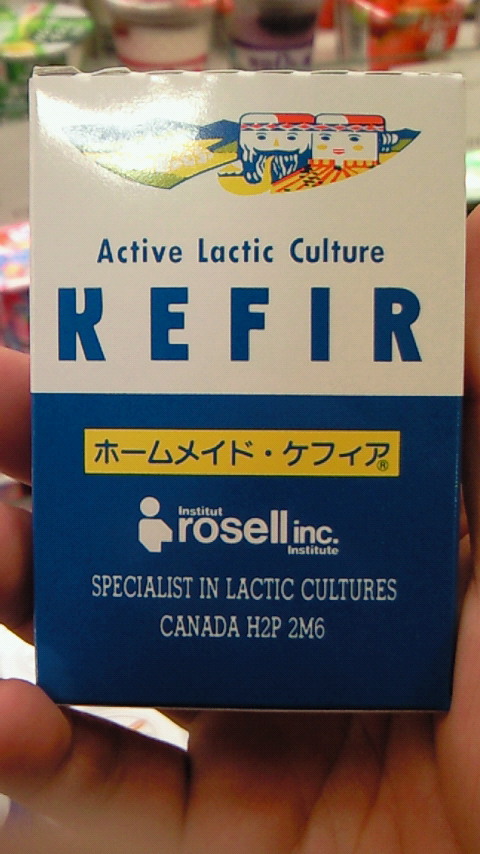 Active Lactic Culture
KEFIR
ホームメイド・ケフィア®
Institut
rosell inc.
Institute
SPECIALIST IN LACTIC CULTURES
CANADA H2P 2M6